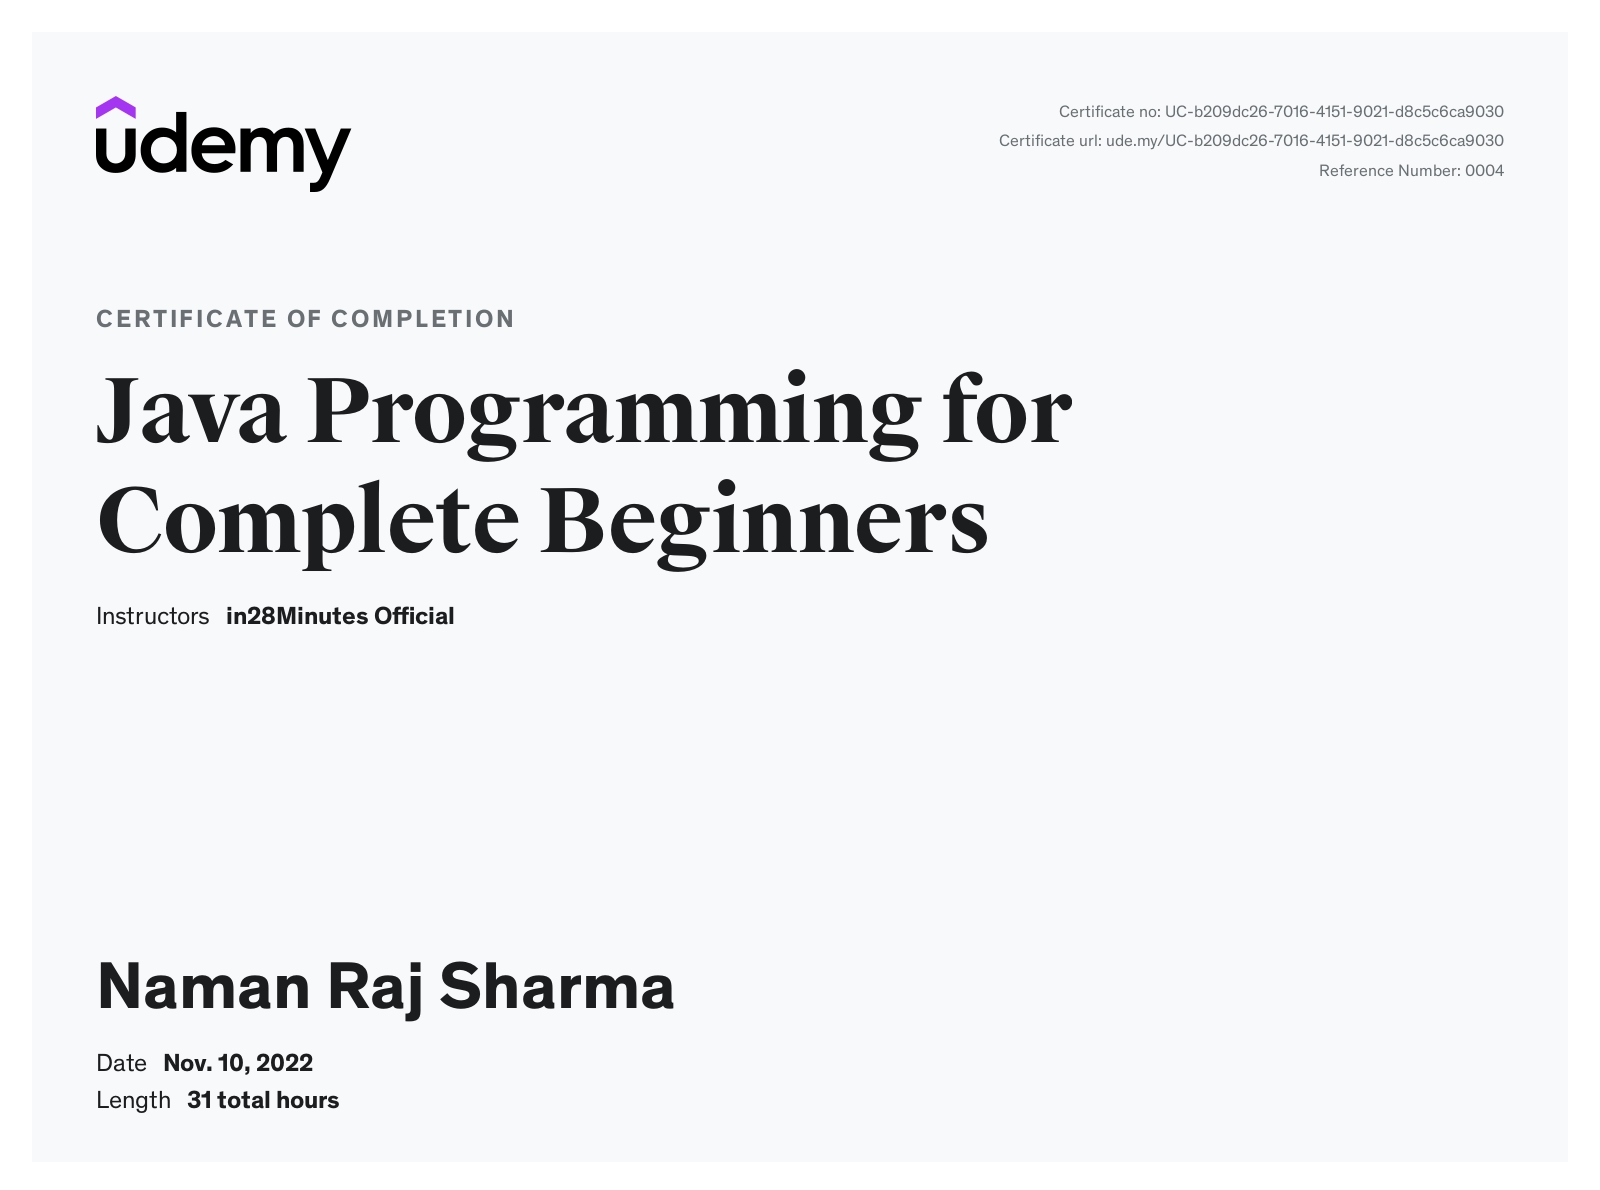 udemy
Certificate no: UC-b209dc26-7016-4151-9021-d8c5c6ca9030
Certificate url: ude.my/UC-b209dc26-7016-4151-9021-d8c5c6ca9030
Reference Number: 0004
CERTIFICATE OF COMPLETION
Java Programming for
Complete Beginners
Instructors in28Minutes Official
Naman Raj Sharma
Date Nov. 10, 2022
Length 31 total hours